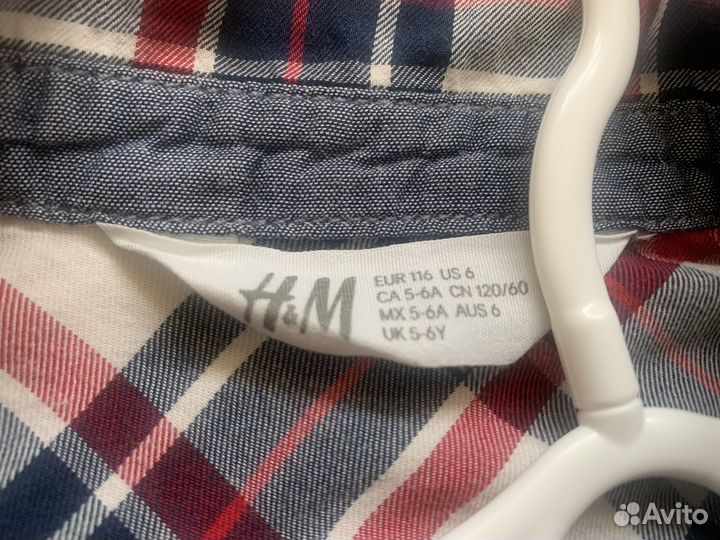 H&M
EUR 116 US 6
CA 5-6A CN 120/60
MX 5-6A AUS 6
UK 5-6Y
Avito